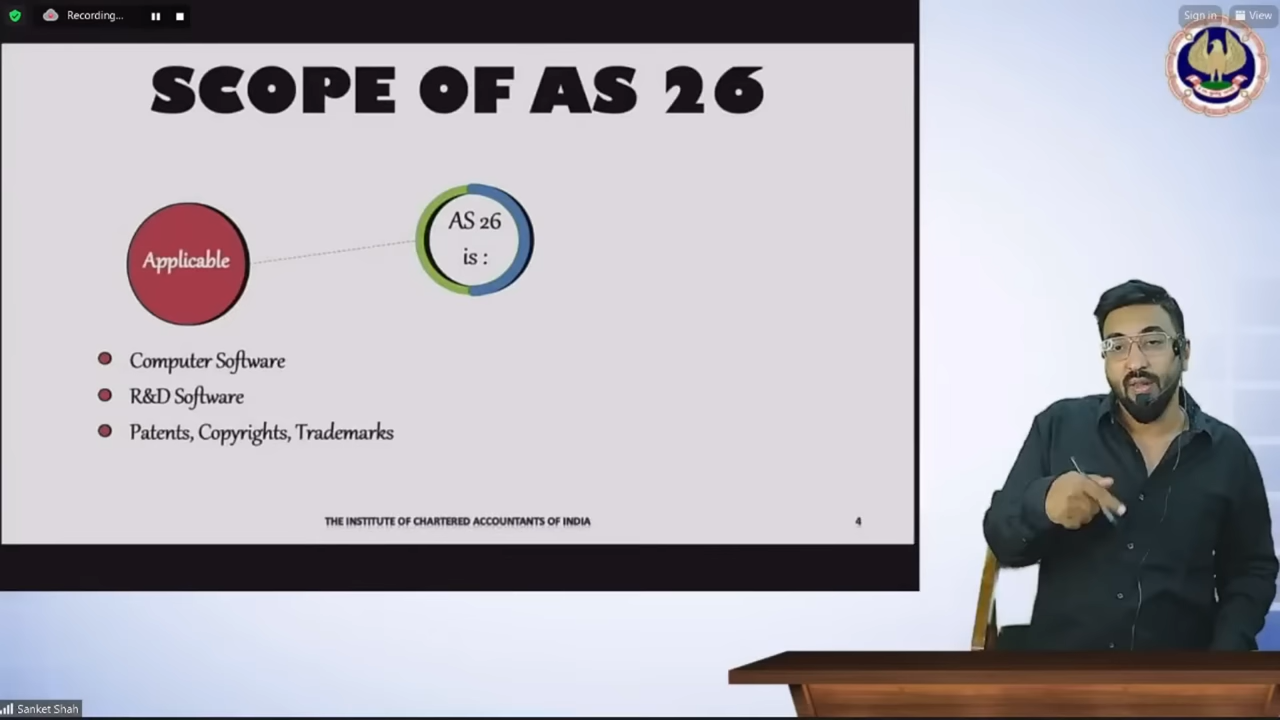 Recording...
Sign in
View
SCOPE OF AS 26
Applicable
AS 26
is :
Computer Software
R&D Software
Patents, Copyrights, Trademarks
THE INSTITUTE OF CHARTERED ACCOUNTANTS OF INDIA
4
Sanket Shah